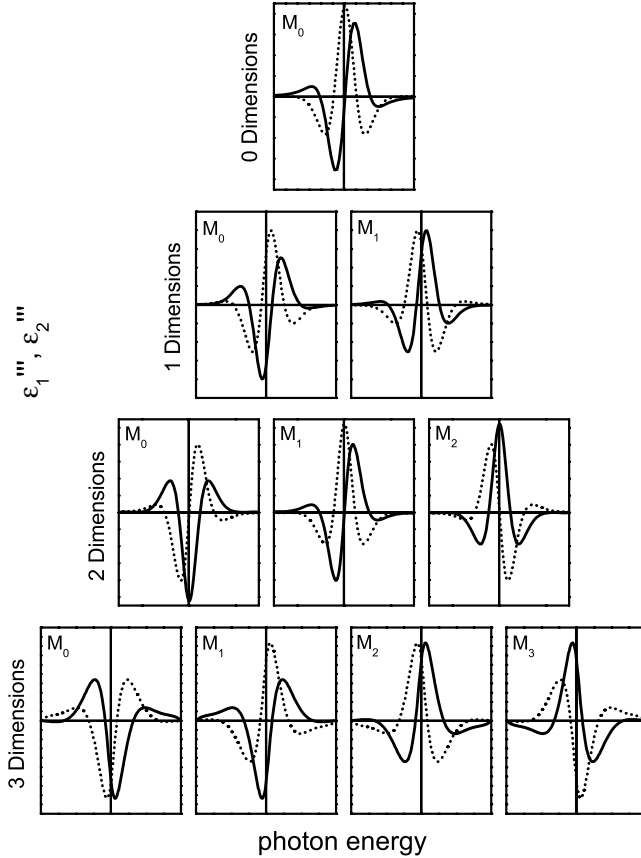 M₀
0 Dimensions
M₀
M₁
1 Dimensions
ε₁''', ε₂'''
M₀
M₁
M₂
2 Dimensions
M₀
M₁
M₂
M₃
3 Dimensions
photon energy